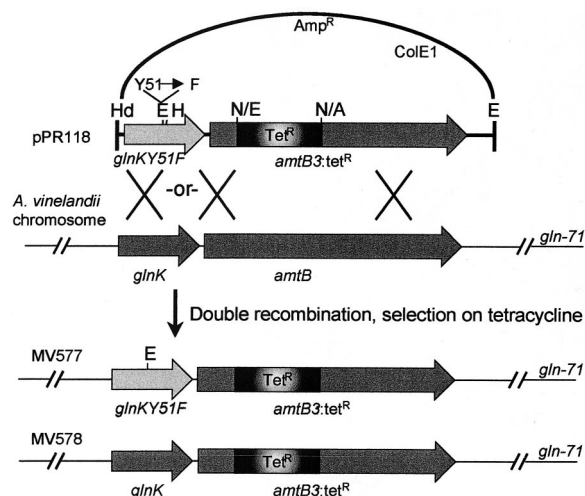 Amp^R
ColE1
Y51 F
Hd E H N/E N/A E
pPR118
Tet^R
glnKY51F amtB3:tet^R
-or-
A. vinelandii
chromosome
gln-71
glnK amtB
Double recombination, selection on tetracycline
MV577 E gln-71
Tet^R
glnKY51F amtB3:tet^R
MV578 gln-71
Tet^R
glnK amtB3:tet^R